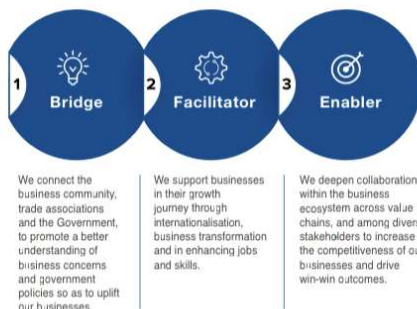 1
Bridge
2
Facilitator
3
Enabler
We connect the
business community,
trade associations
and the Government,
to promote a better
understanding of
business concerns
and government
policies so as to uplift
our businesses
We support businesses
in their growth
journey through
internationalisation,
business transformation
and in enhancing jobs
and skills.
We deepen collaboration
within the business
ecosystem across value
chains, and among
stakeholders to increase
the competitiveness of
businesses and drive
win-win outcomes.